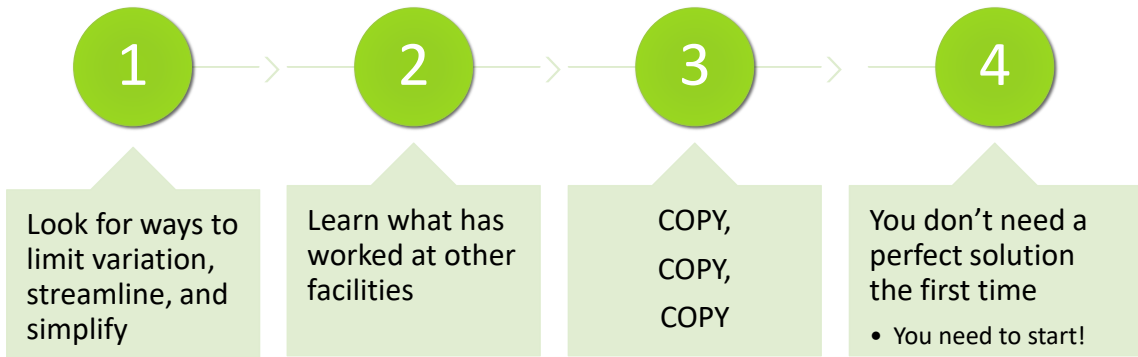 1
2
3
4
Look for ways to
limit variation,
streamline, and
simplify
Learn what has
worked at other
facilities
COPY,
COPY,
COPY
You don’t need a
perfect solution
the first time
• You need to start!